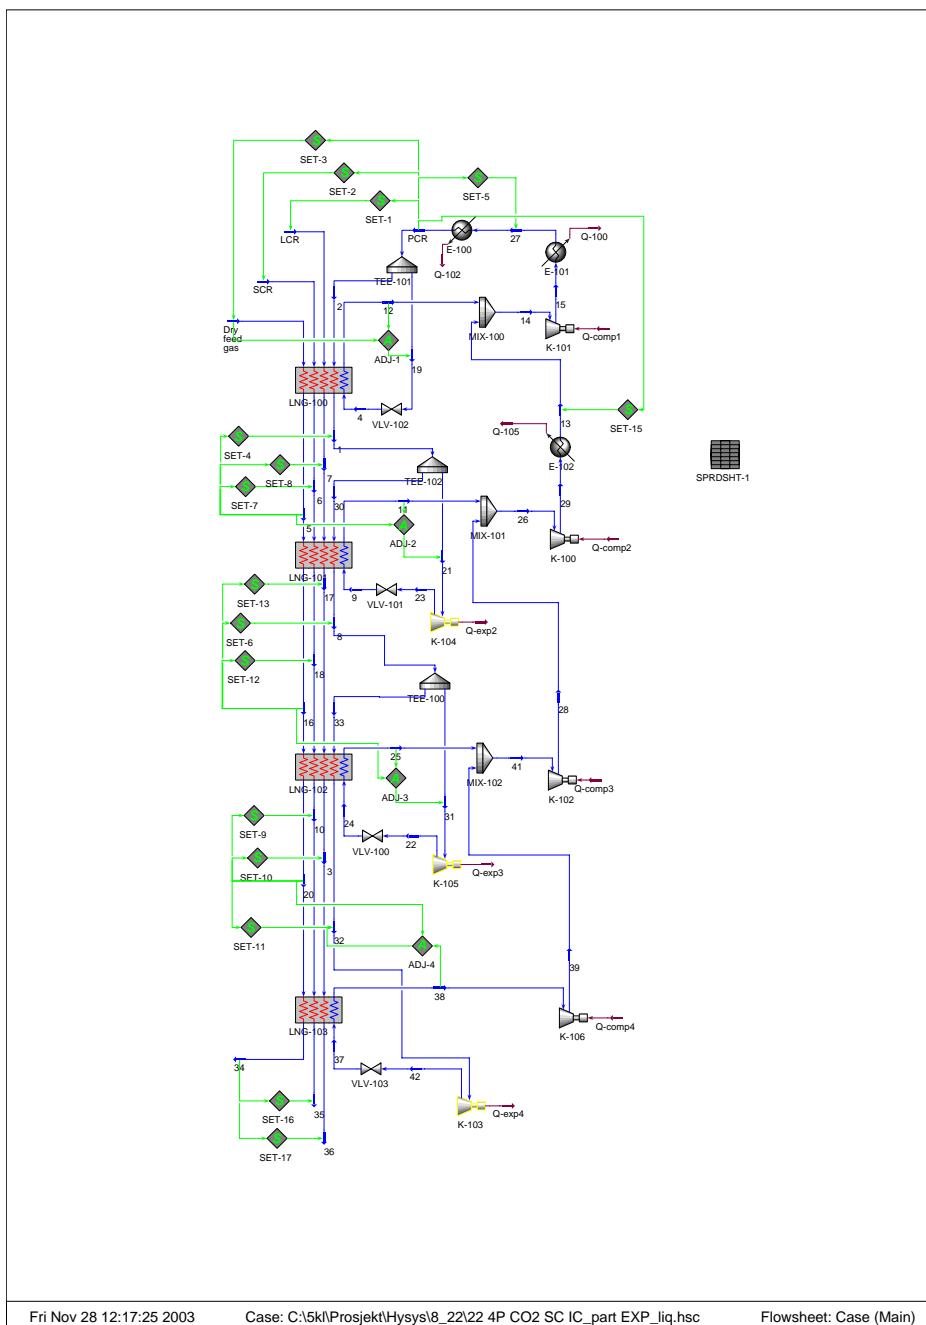 SET-3
SET-2
SET-5
SET-1
LCR
PCR
27
Q-100
E-100
E-101
Q-102
TEE-101
SCR
15
2
12
14
MIX-100
K-101
Q-comp1
Dry
feed
gas
ADJ-1
19
LNG-100
4
VLV-102
13
SET-15
Q-105
SET-4
1
E-102
SET-8
7
TEE-102
SPRDSHT-1
SET-7
6
29
30
11
5
ADJ-2
MIX-101
26
K-100
Q-comp2
21
LNG-101
17
9
VLV-101
23
SET-13
SET-6
8
K-104
Q-exp2
SET-12
18
TEE-100
16
33
28
25
MIX-102
41
LNG-102
ADJ-3
K-102
Q-comp3
24
31
SET-9
10
VLV-100
22
SET-10
3
K-105
Q-exp3
20
SET-11
32
ADJ-4
39
38
LNG-103
K-106
Q-comp4
34
37
VLV-103
42
SET-16
35
K-103
Q-exp4
SET-17
36
Fri Nov 28 12:17:25 2003 Case: C:\5kl\Prosjekt\Hysys\8_22\22 4P CO2 SC IC_part EXP_liq.hsc Flowsheet: Case (Main)